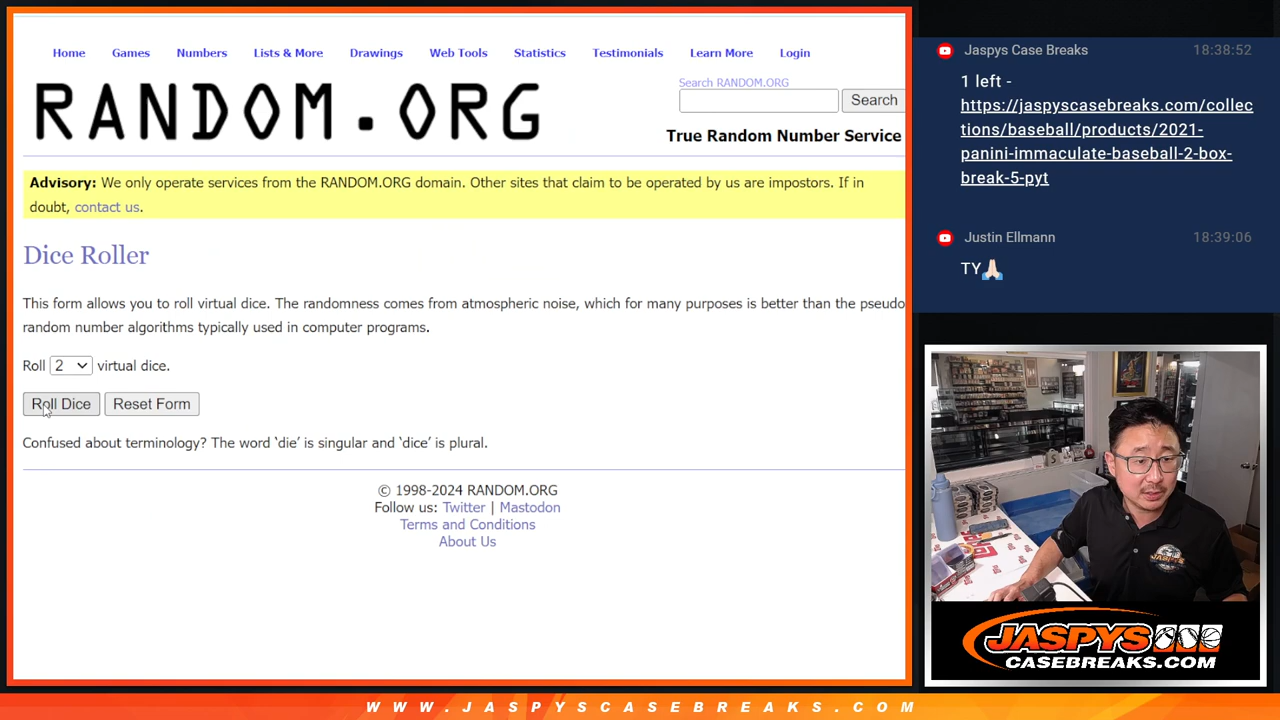 Home Games Numbers Lists & More Drawings Web Tools Statistics Testimonials Learn More Login
RANDOM.ORG
Search RANDOM.ORG
Search
True Random Number Service
Advisory: We only operate services from the RANDOM.ORG domain. Other sites that claim to be operated by us are impostors. If in
doubt, contact us.
Dice Roller
This form allows you to roll virtual dice. The randomness comes from atmospheric noise, which for many purposes is better than the pseudo
random number algorithms typically used in computer programs.
Roll 2 virtual dice.
Roll Dice Reset Form
Confused about terminology? The word ‘die’ is singular and ‘dice’ is plural.
© 1998-2024 RANDOM.ORG
Follow us: Twitter | Mastodon
Terms and Conditions
About Us
Jaspys Case Breaks 18:38:52
1 left -
https://jaspyscasebreaks.com/collec
tions/baseball/products/2021-
panini-immaculate-baseball-2-box-
break-5-pyt
Justin Ellmann 18:39:06
TY🙏🏻
JASPYS
CASEBREAKS.COM
WWW.JASPYSCASEBREAKS.COM